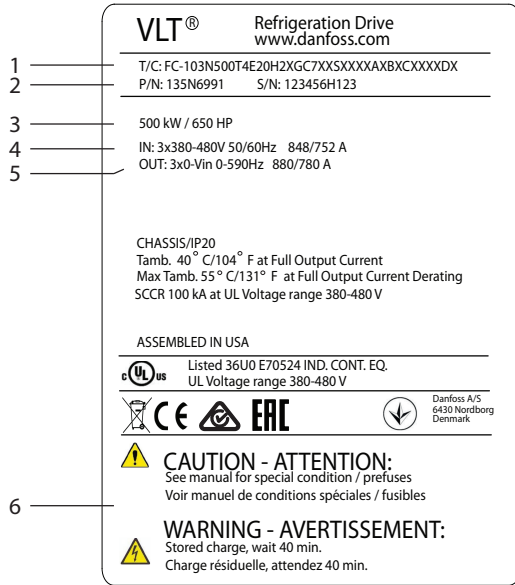 VLT® Refrigeration Drive
www.danfoss.com
1 T/C: FC-103N500T4E20H2XGC7XXSXXXXAXBXCXXXXDX
2 P/N: 135N6991 S/N: 123456H123
3 500 kW / 650 HP
4 IN: 3x380-480V 50/60Hz 848/752 A
5 OUT: 3x0-Vin 0-590Hz 880/780 A
CHASSIS/IP20
Tamb. 40° C/104° F at Full Output Current
Max Tamb. 55° C/131° F at Full Output Current Derating
SCCR 100 kA at UL Voltage range 380-480 V
ASSEMBLED IN USA
c UL us Listed 36U0 E70524 IND. CONT. EQ.
UL Voltage range 380-480 V
CE EAC
Danfoss A/S
6430 Nordborg
Denmark
CAUTION - ATTENTION:
See manual for special condition / prefuses
Voir manuel de conditions spéciales / fusibles
6
WARNING - AVERTISSEMENT:
Stored charge, wait 40 min.
Charge résiduelle, attendez 40 min.